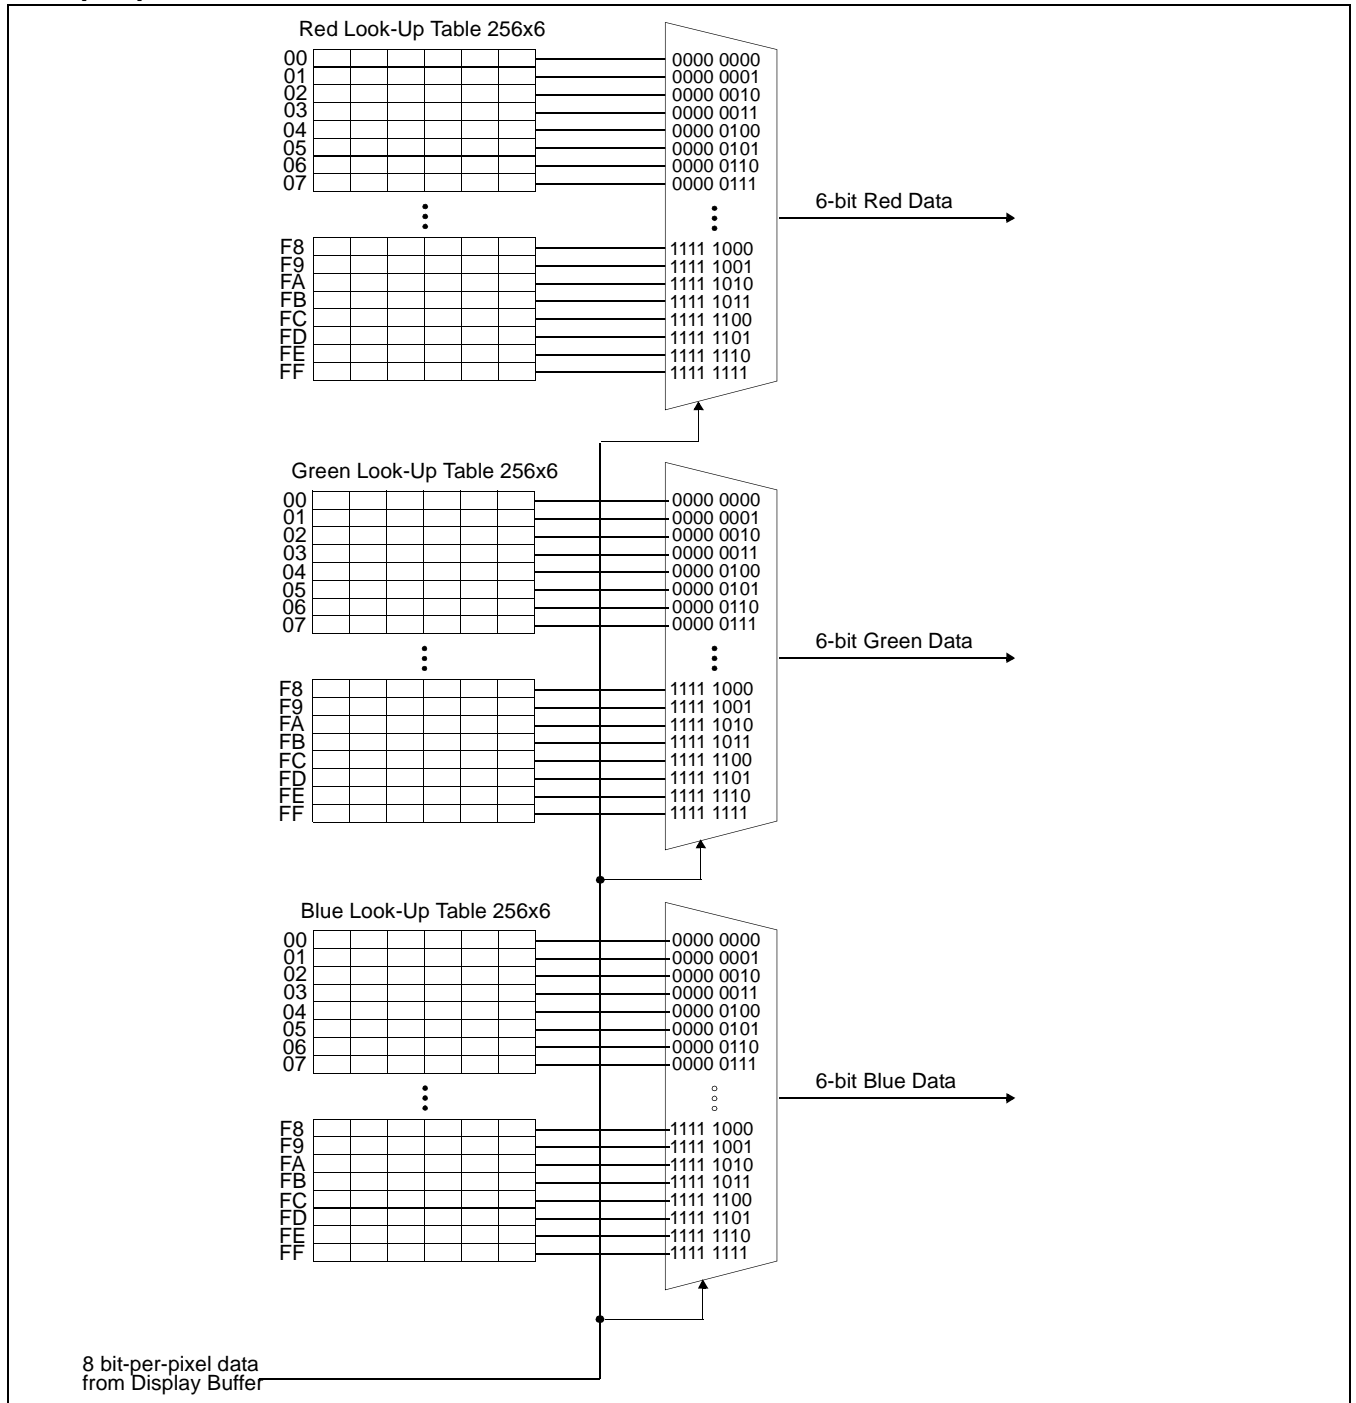 Red Look-Up Table 256x6
00 0000 0000
01 0000 0001
02 0000 0010
03 0000 0011
04 0000 0100
05 0000 0101
06 0000 0110
07 0000 0111
6-bit Red Data
F8 1111 1000
F9 1111 1001
FA 1111 1010
FB 1111 1011
FC 1111 1100
FD 1111 1101
FE 1111 1110
FF 1111 1111
Green Look-Up Table 256x6
00 0000 0000
01 0000 0001
02 0000 0010
03 0000 0011
04 0000 0100
05 0000 0101
06 0000 0110
07 0000 0111
6-bit Green Data
F8 1111 1000
F9 1111 1001
FA 1111 1010
FB 1111 1011
FC 1111 1100
FD 1111 1101
FE 1111 1110
FF 1111 1111
Blue Look-Up Table 256x6
00 0000 0000
01 0000 0001
02 0000 0010
03 0000 0011
04 0000 0100
05 0000 0101
06 0000 0110
07 0000 0111
6-bit Blue Data
F8 1111 1000
F9 1111 1001
FA 1111 1010
FB 1111 1011
FC 1111 1100
FD 1111 1101
FE 1111 1110
FF 1111 1111
8 bit-per-pixel data
from Display Buffer